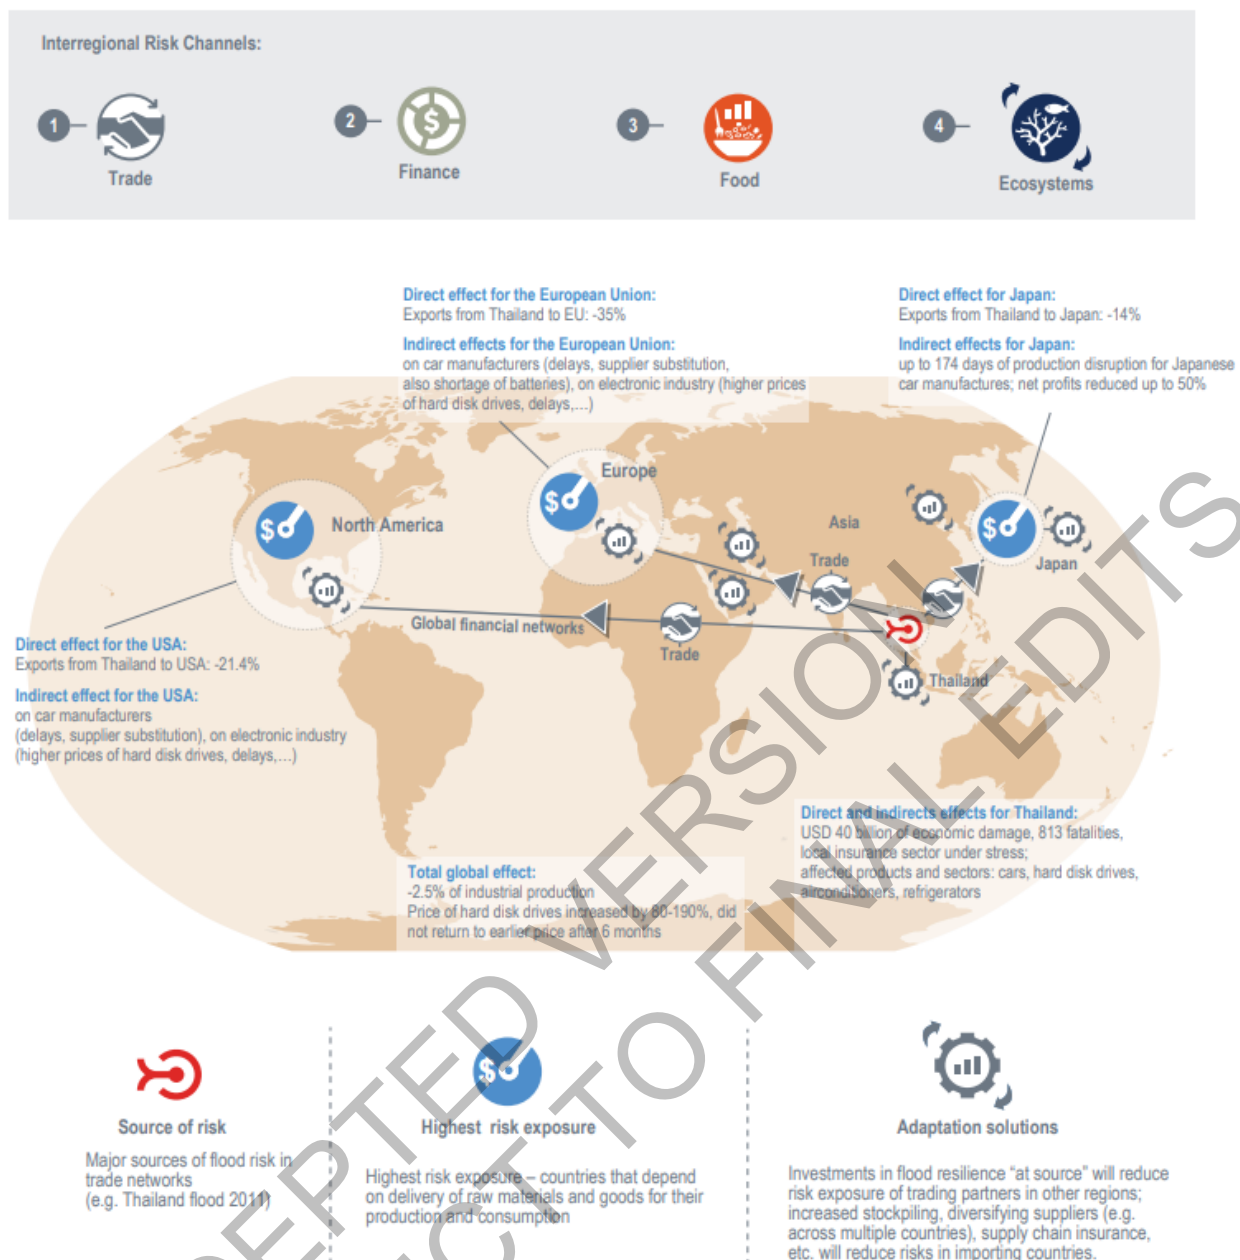 Interregional Risk Channels:
1
Trade
2
$
Finance
3
Food
4
Ecosystems
Direct effect for the European Union:
Exports from Thailand to EU: -35%
Indirect effects for the European Union:
on car manufacturers (delays, supplier substitution,
also shortage of batteries), on electronic industry (higher prices
of hard disk drives, delays,...)
Direct effect for Japan:
Exports from Thailand to Japan: -14%
Indirect effects for Japan:
up to 174 days of production disruption for Japanese
car manufactures; net profits reduced up to 50%
$
Europe
$
North America
Asia
$
Japan
Trade
Global financial networks
Trade
Thailand
Direct effect for the USA:
Exports from Thailand to USA: -21.4%
Indirect effect for the USA:
on car manufacturers
(delays, supplier substitution), on electronic industry
(higher prices of hard disk drives, delays,...)
Direct and indirects effects for Thailand:
USD 40 billion of economic damage, 813 fatalities,
local insurance sector under stress;
affected products and sectors: cars, hard disk drives,
airconditioners, refrigerators
Total global effect:
-2.5% of industrial production
Price of hard disk drives increased by 80-190%, did
not return to earlier price after 6 months
Source of risk
Major sources of flood risk in
trade networks
(e.g. Thailand flood 2011)
$
Highest risk exposure
Highest risk exposure – countries that depend
on delivery of raw materials and goods for their
production and consumption
Adaptation solutions
Investments in flood resilience “at source” will reduce
risk exposure of trading partners in other regions;
increased stockpiling, diversifying suppliers (e.g.
across multiple countries), supply chain insurance,
etc. will reduce risks in importing countries.
EPTED VERSION
CT TO FINAL EDITS